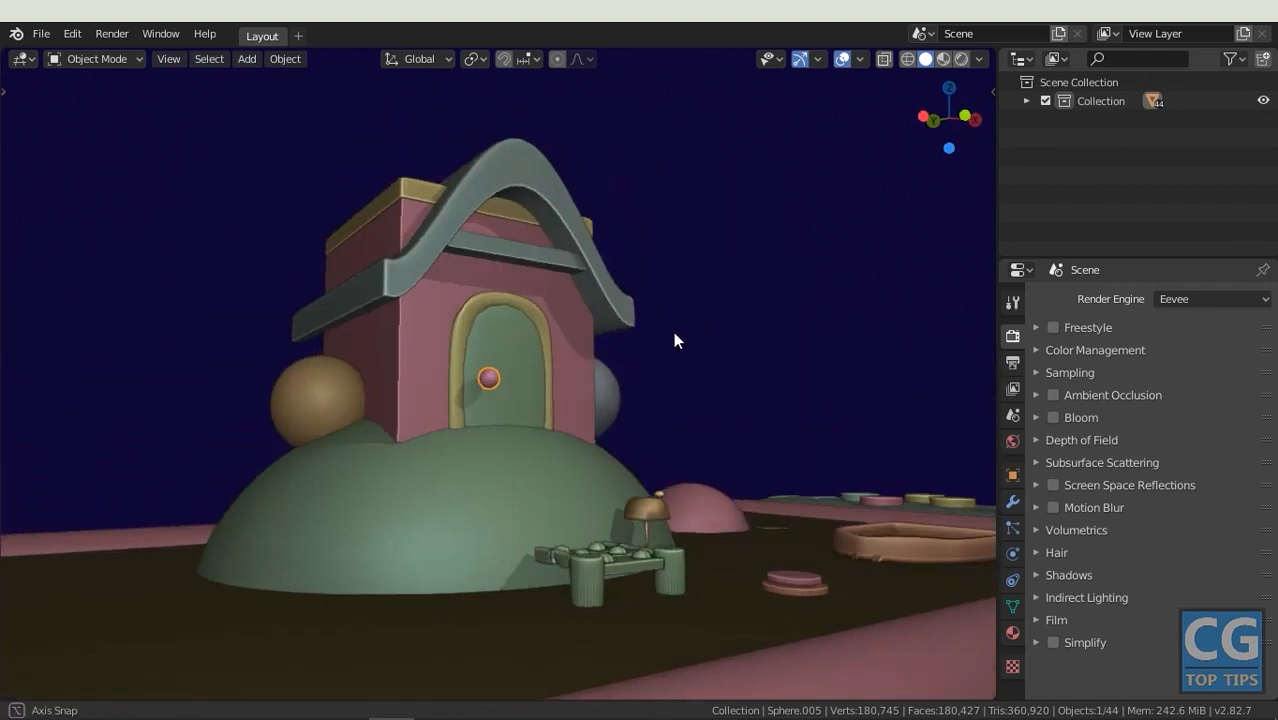 File Edit Render Window Help Layout + Scene View Layer
Object Mode View Select Add Object Global
Scene Collection
Collection 44
Z
Y X
Scene
Render Engine Eevee
Freestyle
Color Management
Sampling
Ambient Occlusion
Bloom
Depth of Field
Subsurface Scattering
Screen Space Reflections
Motion Blur
Volumetrics
Hair
Shadows
Indirect Lighting
Film
Simplify
CG
TOP TIPS
Axis Snap Collection | Sphere.005 | Verts:180,745 | Faces:180,427 | Tris:360,920 | Objects:1/44 | Mem: 242.6 MiB | v2.82.7